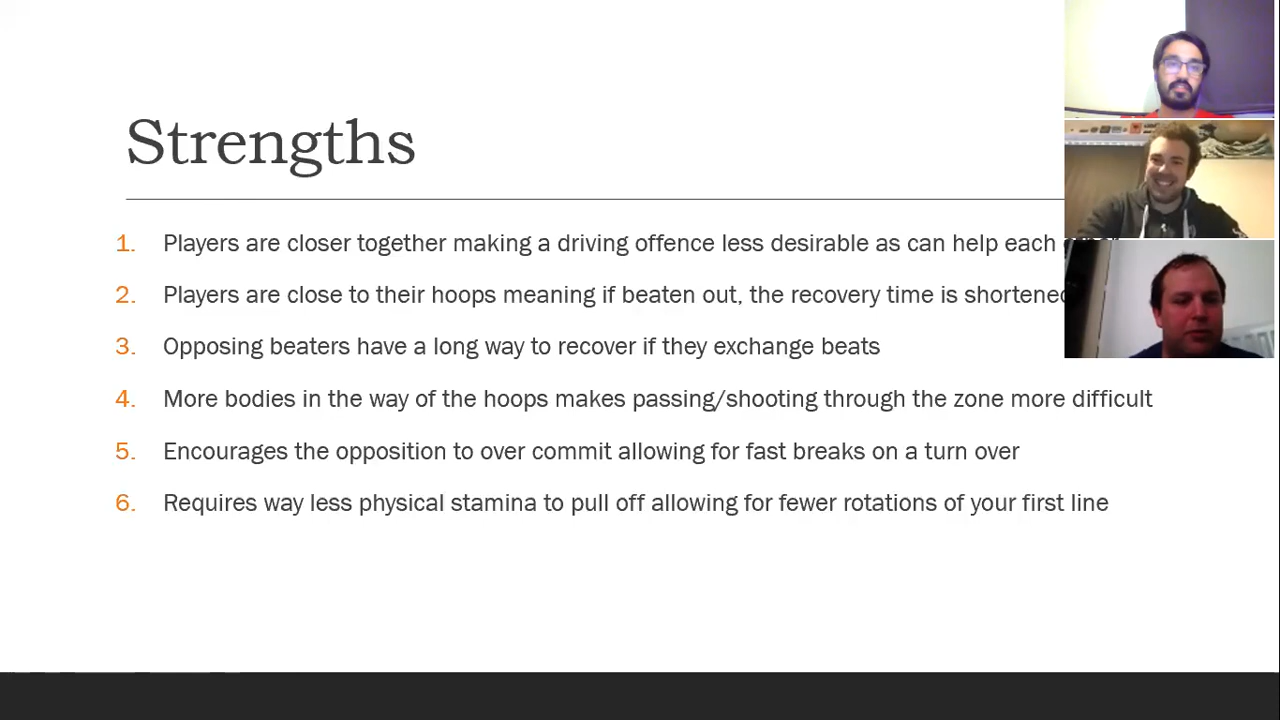 Strengths
1. Players are closer together making a driving offence less desirable as can help each
2. Players are close to their hoops meaning if beaten out, the recovery time is shortened
3. Opposing beaters have a long way to recover if they exchange beats
4. More bodies in the way of the hoops makes passing/shooting through the zone more difficult
5. Encourages the opposition to over commit allowing for fast breaks on a turn over
6. Requires way less physical stamina to pull off allowing for fewer rotations of your first line